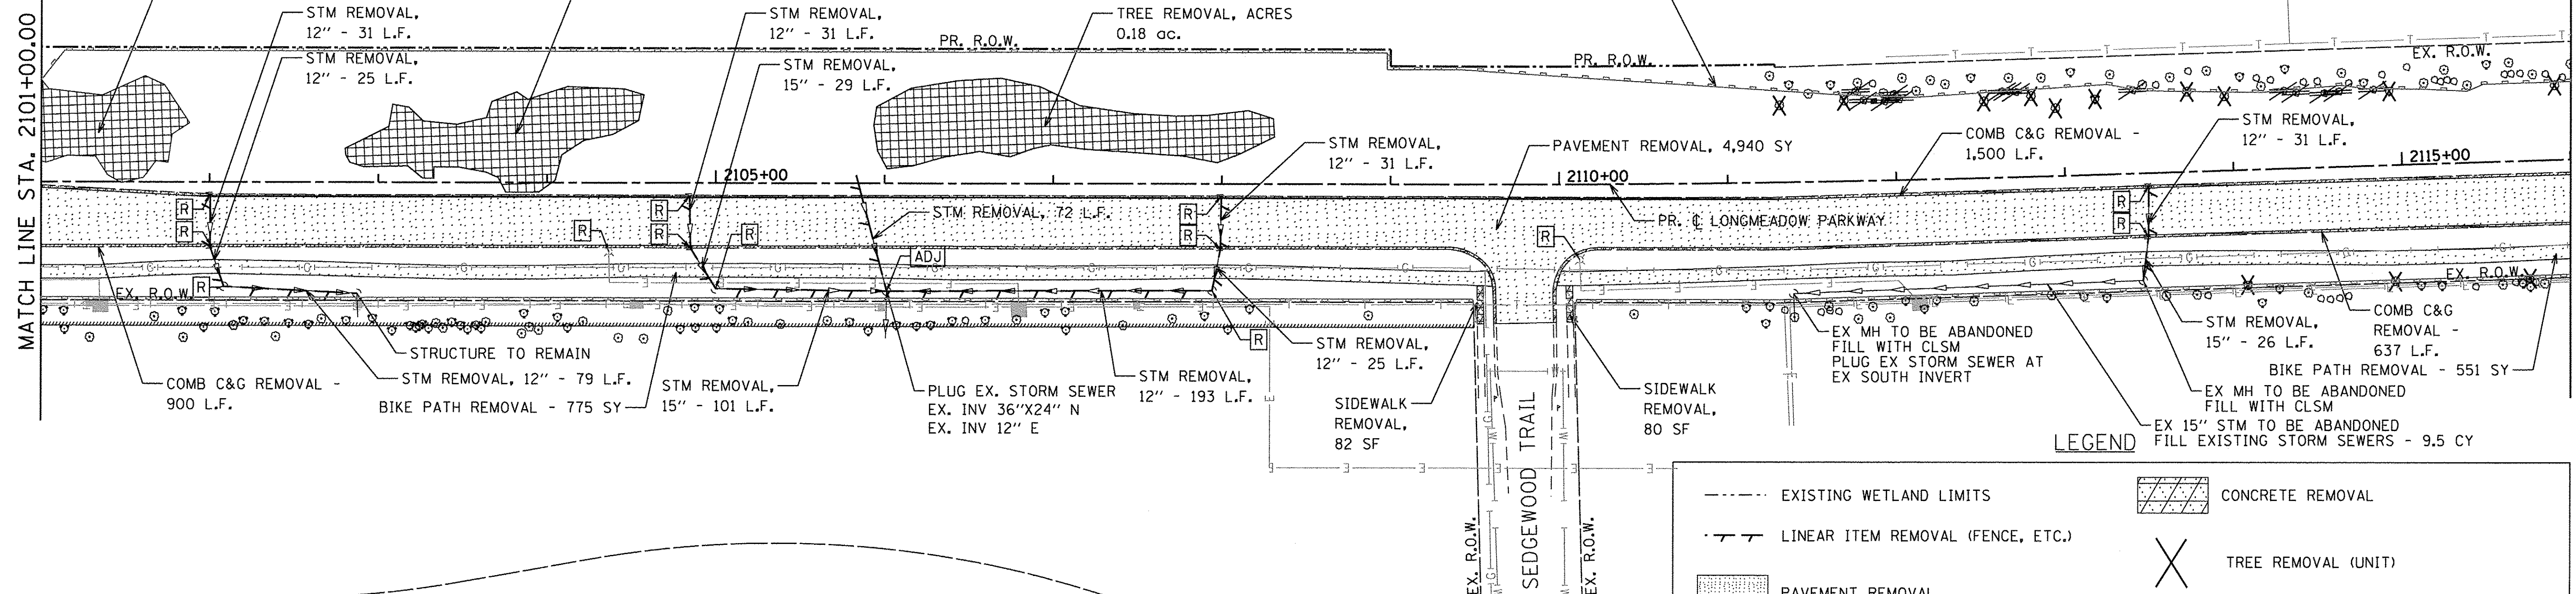 MATCH LINE STA. 2101+00.00
STM REMOVAL,
12" - 31 L.F.
STM REMOVAL,
12" - 25 L.F.
STM REMOVAL,
12" - 31 L.F.
STM REMOVAL,
15" - 29 L.F.
TREE REMOVAL, ACRES
0.18 ac.
PR. R.O.W.
PR. R.O.W.
EX. R.O.W.
STM REMOVAL,
12" - 31 L.F.
PAVEMENT REMOVAL, 4,940 SY
COMB C&G REMOVAL -
1,500 L.F.
STM REMOVAL,
12" - 31 L.F.
2105+00
2110+00
2115+00
STM REMOVAL, 72 L.F.
PR. ℄ LONGMEADOW PARKWAY
R
R
R
R
R
R
R
R
R
R
R
R
R
ADJ
EX. R.O.W.
EX. R.O.W.
STRUCTURE TO REMAIN
COMB C&G REMOVAL -
900 L.F.
STM REMOVAL, 12" - 79 L.F.
BIKE PATH REMOVAL - 775 SY
STM REMOVAL,
15" - 101 L.F.
PLUG EX. STORM SEWER
EX. INV 36"X24" N
EX. INV 12" E
STM REMOVAL,
12" - 193 L.F.
STM REMOVAL,
12" - 25 L.F.
SIDEWALK
REMOVAL,
82 SF
SIDEWALK
REMOVAL,
80 SF
EX MH TO BE ABANDONED
FILL WITH CLSM
PLUG EX STORM SEWER AT
EX SOUTH INVERT
STM REMOVAL,
15" - 26 L.F.
COMB C&G
REMOVAL -
637 L.F.
BIKE PATH REMOVAL - 551 SY
EX MH TO BE ABANDONED
FILL WITH CLSM
EX 15" STM TO BE ABANDONED
FILL EXISTING STORM SEWERS - 9.5 CY
EX. R.O.W.
SEDGEWOOD TRAIL
EX. R.O.W.
LEGEND
EXISTING WETLAND LIMITS
CONCRETE REMOVAL
LINEAR ITEM REMOVAL (FENCE, ETC.)
TREE REMOVAL (UNIT)
PAVEMENT REMOVAL